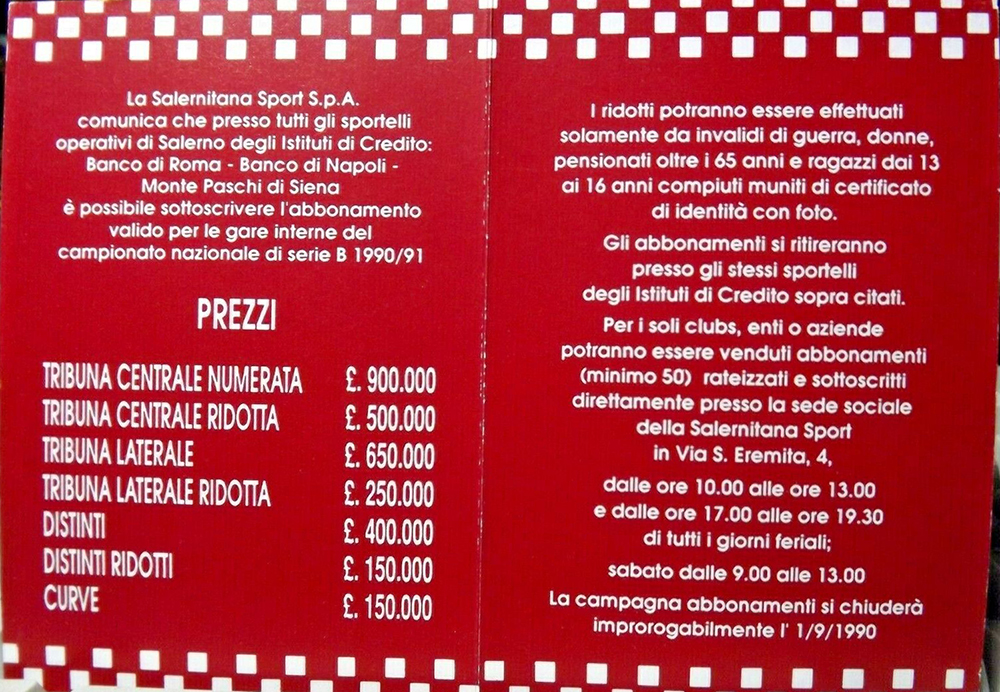 La Salernitana Sport S.p.A.
comunica che presso tutti gli sportelli
operativi di Salerno degli Istituti di Credito:
Banco di Roma - Banco di Napoli -
Monte Paschi di Siena
è possibile sottoscrivere l'abbonamento
valido per le gare interne del
campionato nazionale di serie B 1990/91
PREZZI
TRIBUNA CENTRALE NUMERATA £. 900.000
TRIBUNA CENTRALE RIDOTTA £. 500.000
TRIBUNA LATERALE £. 650.000
TRIBUNA LATERALE RIDOTTA £. 250.000
DISTINTI £. 400.000
DISTINTI RIDOTTI £. 150.000
CURVE £. 150.000
I ridotti potranno essere effettuati
solamente da invalidi di guerra, donne,
pensionati oltre i 65 anni e ragazzi dai 13
ai 16 anni compiuti muniti di certificato
di identità con foto.
Gli abbonamenti si ritireranno
presso gli stessi sportelli
degli Istituti di Credito sopra citati.
Per i soli clubs, enti o aziende
potranno essere venduti abbonamenti
(minimo 50) rateizzati e sottoscritti
direttamente presso la sede sociale
della Salernitana Sport
in Via S. Eremita, 4,
dalle ore 10.00 alle ore 13.00
e dalle ore 17.00 alle ore 19.30
di tutti i giorni feriali;
sabato dalle 9.00 alle 13.00
La campagna abbonamenti si chiuderà
improrogabilmente l' 1/9/1990